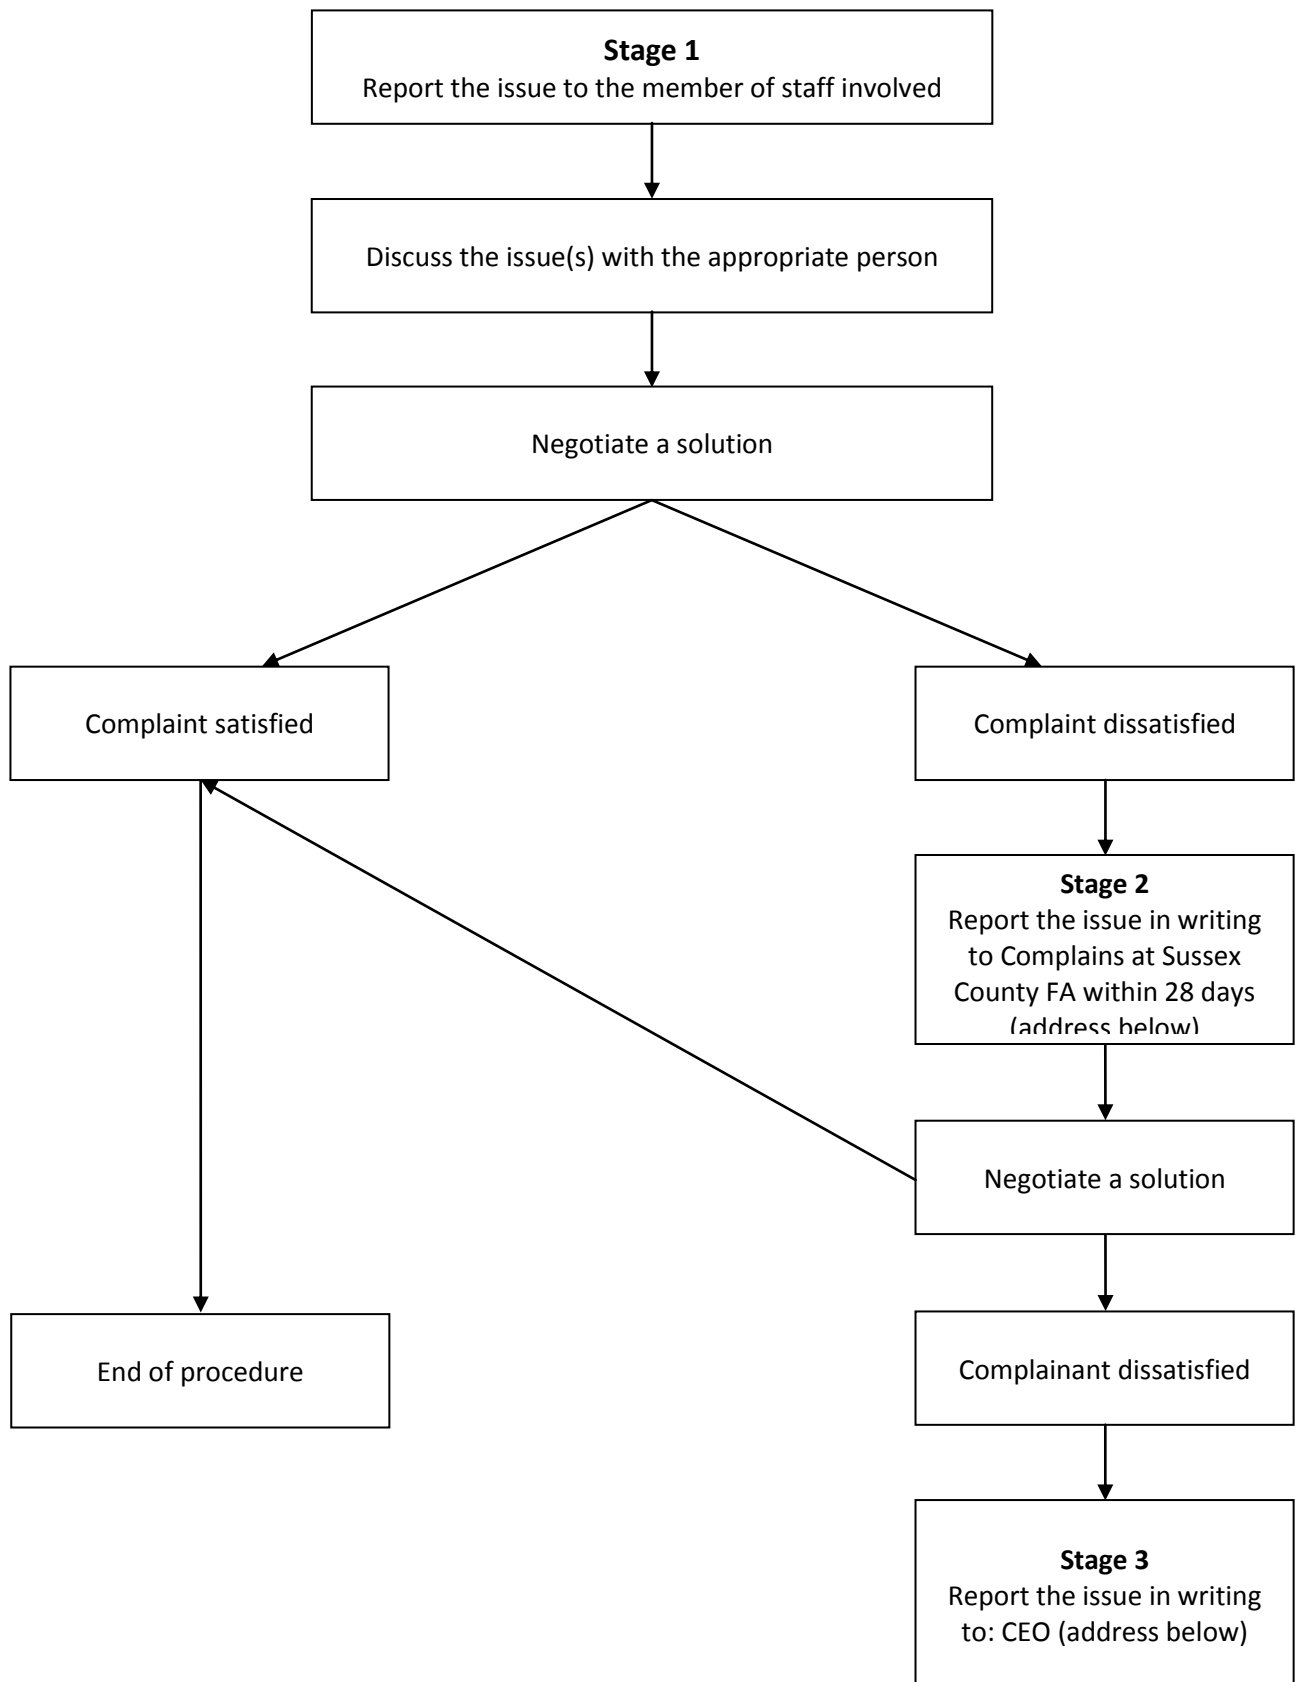 Stage 1
Report the issue to the member of staff involved
Discuss the issue(s) with the appropriate person
Negotiate a solution
Complaint satisfied
Complaint dissatisfied
Stage 2
Report the issue in writing
to Complains at Sussex
County FA within 28 days
(address below)
Negotiate a solution
End of procedure
Complainant dissatisfied
Stage 3
Report the issue in writing
to: CEO (address below)